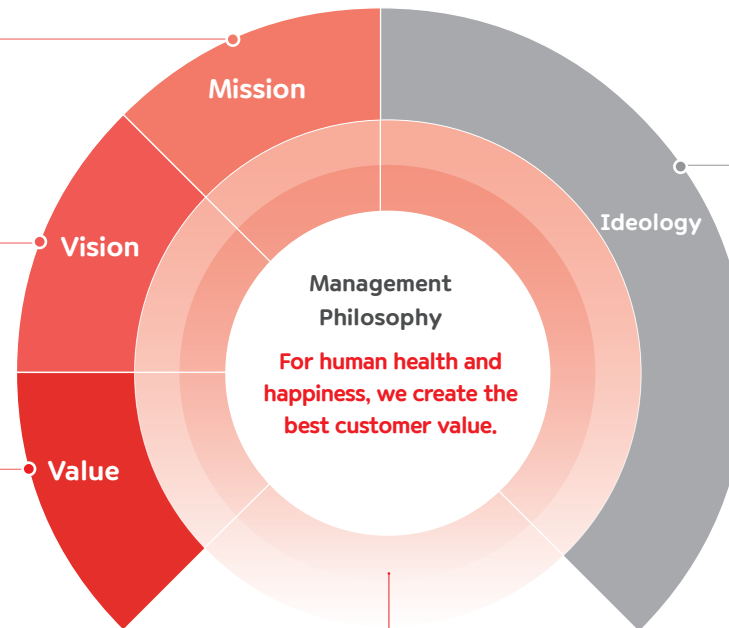 Mission
Ideology
Vision
Management
Philosophy
For human health and
happiness, we create the
best customer value.
Value